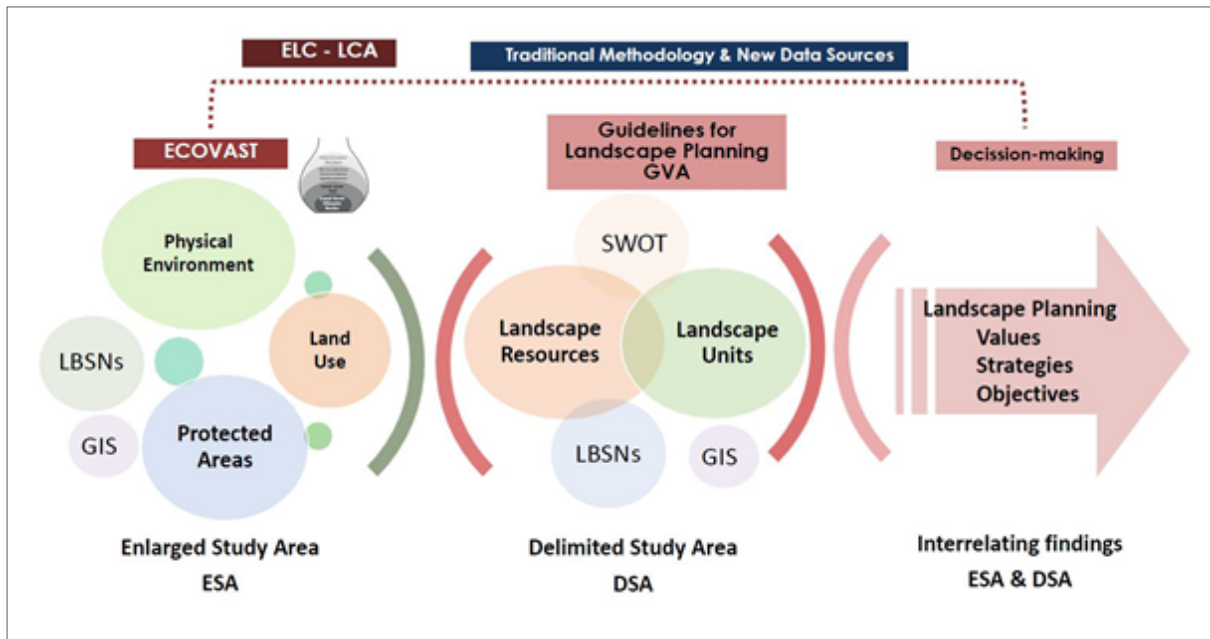 ELC - LCA
Traditional Methodology & New Data Sources
ECOVAST
Guidelines for
Landscape Planning
GVA
Decission-making
Physical
Environment
LBSNs
Land
Use
GIS
Protected
Areas
SWOT
Landscape
Resources
Landscape
Units
LBSNs
GIS
Landscape Planning
Values
Strategies
Objectives
Enlarged Study Area
ESA
Delimited Study Area
DSA
Interrelating findings
ESA & DSA